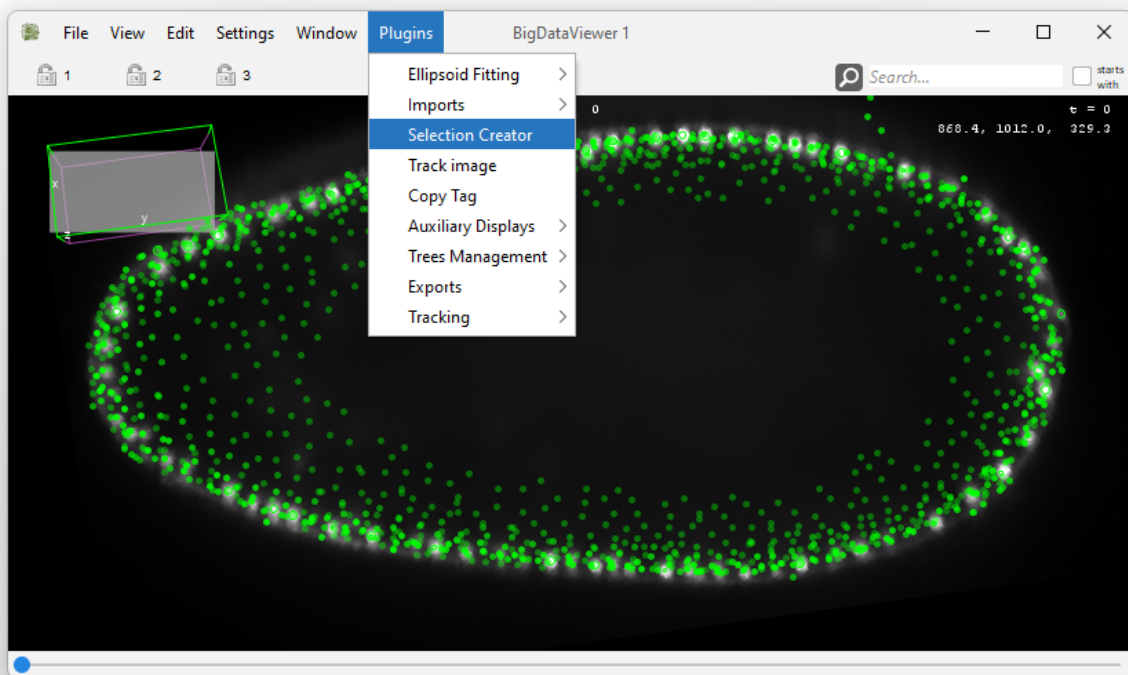 File View Edit Settings Window Plugins BigDataViewer 1
1 2 3 Search... starts with
Ellipsoid Fitting
Imports
Selection Creator
Track image
Copy Tag
Auxiliary Displays
Trees Management
Exports
Tracking
0
t = 0
868.4, 1012.0, 329.3
x
y
z